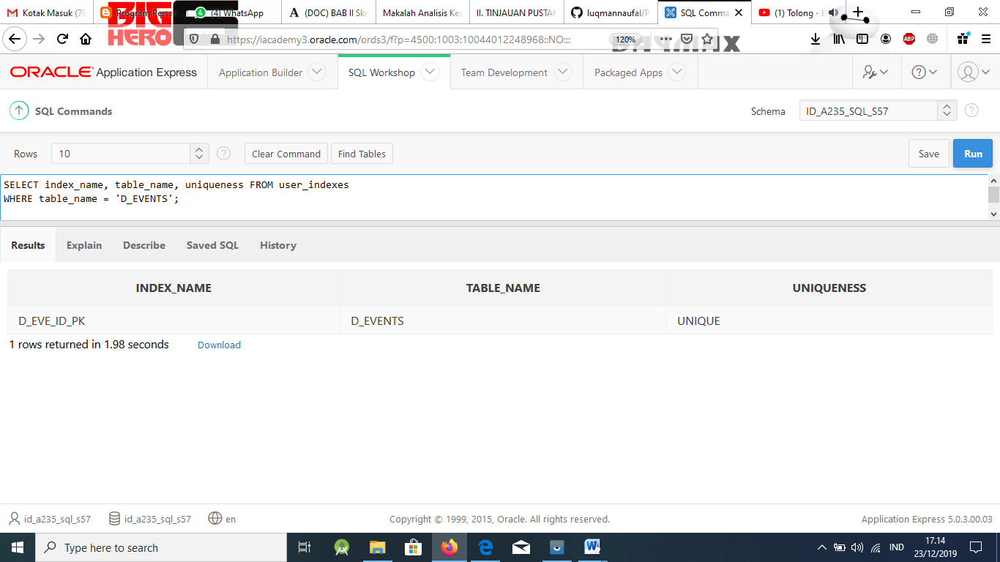 Kotak Masuk (79
Program Persam
(4) WhatsApp
(DOC) BAB II Skr
Makalah Analisis Kes
II. TINJAUAN PUSTAK
luqmannaufal/P
SQL Comma
(1) Tolong - B
BIG
HERO
https://iacademy3.oracle.com/ords3/f?p=4500:1003:10044012248968::NO:::
120%
BAYMAX
ABP
ORACLE Application Express
Application Builder
SQL Workshop
Team Development
Packaged Apps
SQL Commands
Schema
ID_A235_SQL_S57
Rows
10
Clear Command
Find Tables
Save
Run
SELECT index_name, table_name, uniqueness FROM user_indexes
WHERE table_name = 'D_EVENTS';
Results
Explain
Describe
Saved SQL
History
INDEX_NAME
TABLE_NAME
UNIQUENESS
D_EVE_ID_PK
D_EVENTS
UNIQUE
1 rows returned in 1.98 seconds
Download
id_a235_sql_s57
id_a235_sql_s57
en
Copyright © 1999, 2015, Oracle. All rights reserved.
Application Express 5.0.3.00.03
Type here to search
IND
17.14
23/12/2019